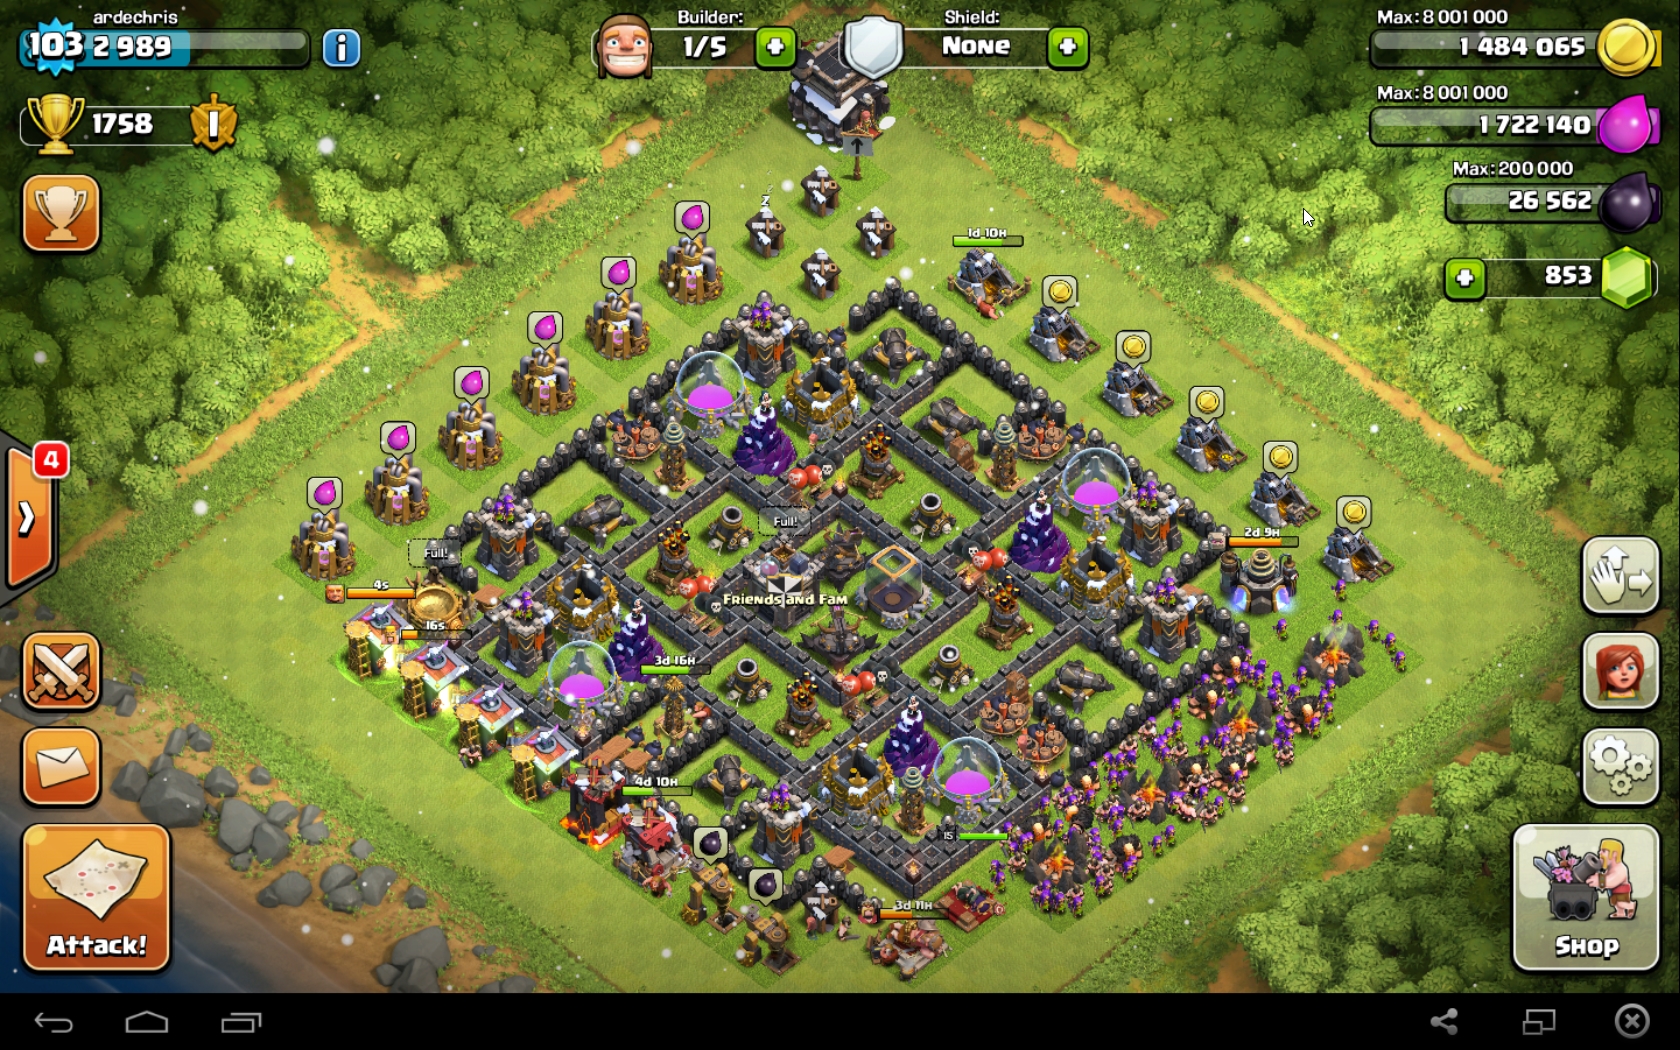 ardechris
103 2 989
Builder:
1/5
Shield:
None
Max: 8 001 000
1 484 065
1758
Max: 8 001 000
1 722 140
Max: 200 000
26 562
853
1d 10H
4
Full!
Full!
2d 9H
4s
16s
Friends and Fam
3d 16H
4d 10H
15
3d 11H
Attack!
Shop